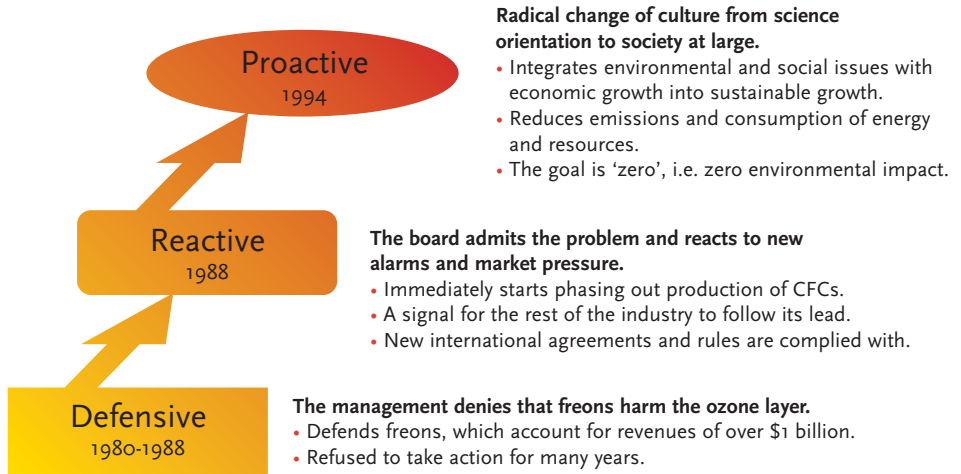 Proactive
1994
Radical change of culture from science
orientation to society at large.
• Integrates environmental and social issues with
economic growth into sustainable growth.
• Reduces emissions and consumption of energy
and resources.
• The goal is ‘zero’, i.e. zero environmental impact.
Reactive
1988
The board admits the problem and reacts to new
alarms and market pressure.
• Immediately starts phasing out production of CFCs.
• A signal for the rest of the industry to follow its lead.
• New international agreements and rules are complied with.
Defensive
1980-1988
The management denies that freons harm the ozone layer.
• Defends freons, which account for revenues of over $1 billion.
• Refused to take action for many years.